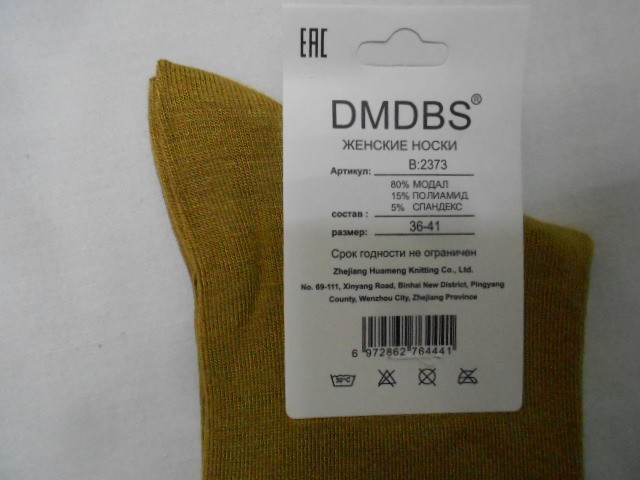 EAC
DMDBS®
ЖЕНСКИЕ НОСКИ
Артикул: B:2373
80% МОДАЛ
15% ПОЛИАМИД
состав : 5% СПАНДЕКС
размер: 36-41
Срок годности не ограничен
Zhejiang Huameng Knitting Co., Ltd.
No. 69-111, Xinyang Road, Binhai New District, Pingyang
County, Wenzhou City, Zhejiang Province
6 972862 764441
30°C